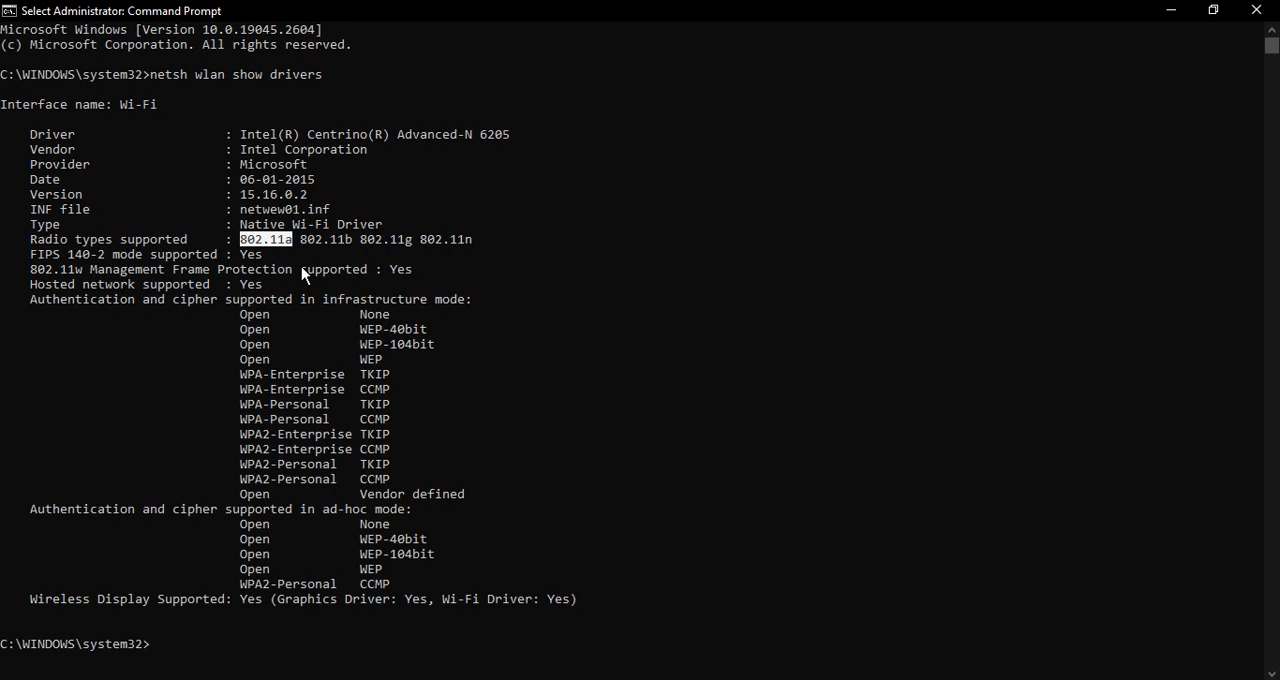 Select Administrator: Command Prompt
Microsoft Windows [Version 10.0.19045.2604]
(c) Microsoft Corporation. All rights reserved.
C:\WINDOWS\system32>netsh wlan show drivers
Interface name: Wi-Fi
Driver : Intel(R) Centrino(R) Advanced-N 6205
Vendor : Intel Corporation
Provider : Microsoft
Date : 06-01-2015
Version : 15.16.0.2
INF file : netwew01.inf
Type : Native Wi-Fi Driver
Radio types supported : 802.11a 802.11b 802.11g 802.11n
FIPS 140-2 mode supported : Yes
802.11w Management Frame Protection supported : Yes
Hosted network supported : Yes
Authentication and cipher supported in infrastructure mode:
Open None
Open WEP-40bit
Open WEP-104bit
Open WEP
WPA-Enterprise TKIP
WPA-Enterprise CCMP
WPA-Personal TKIP
WPA-Personal CCMP
WPA2-Enterprise TKIP
WPA2-Enterprise CCMP
WPA2-Personal TKIP
WPA2-Personal CCMP
Open Vendor defined
Authentication and cipher supported in ad-hoc mode:
Open None
Open WEP-40bit
Open WEP-104bit
Open WEP
WPA2-Personal CCMP
Wireless Display Supported: Yes (Graphics Driver: Yes, Wi-Fi Driver: Yes)
C:\WINDOWS\system32>